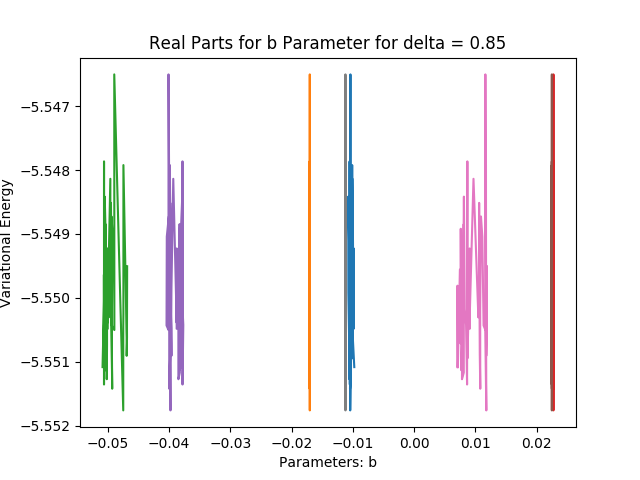 Real Parts for b Parameter for delta = 0.85
Variational Energy
−5.547
−5.548
−5.549
−5.550
−5.551
−5.552
−0.05 −0.04 −0.03 −0.02 −0.01 0.00 0.01 0.02
Parameters: b